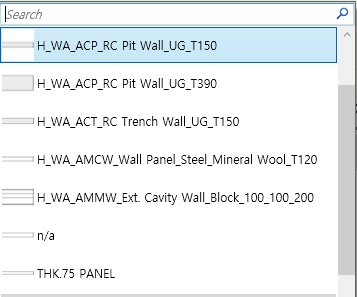 Search
H_WA_ACP_RC Pit Wall_UG_T150
H_WA_ACP_RC Pit Wall_UG_T390
H_WA_ACT_RC Trench Wall_UG_T150
H_WA_AMCW_Wall Panel_Steel_Mineral Wool_T120
H_WA_AMMW_Ext. Cavity Wall_Block_100_100_200
n/a
THK.75 PANEL